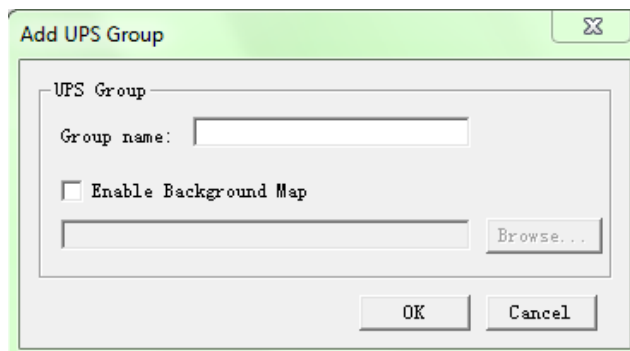 Add UPS Group
UPS Group
Group name:
Enable Background Map
Browse...
OK Cancel